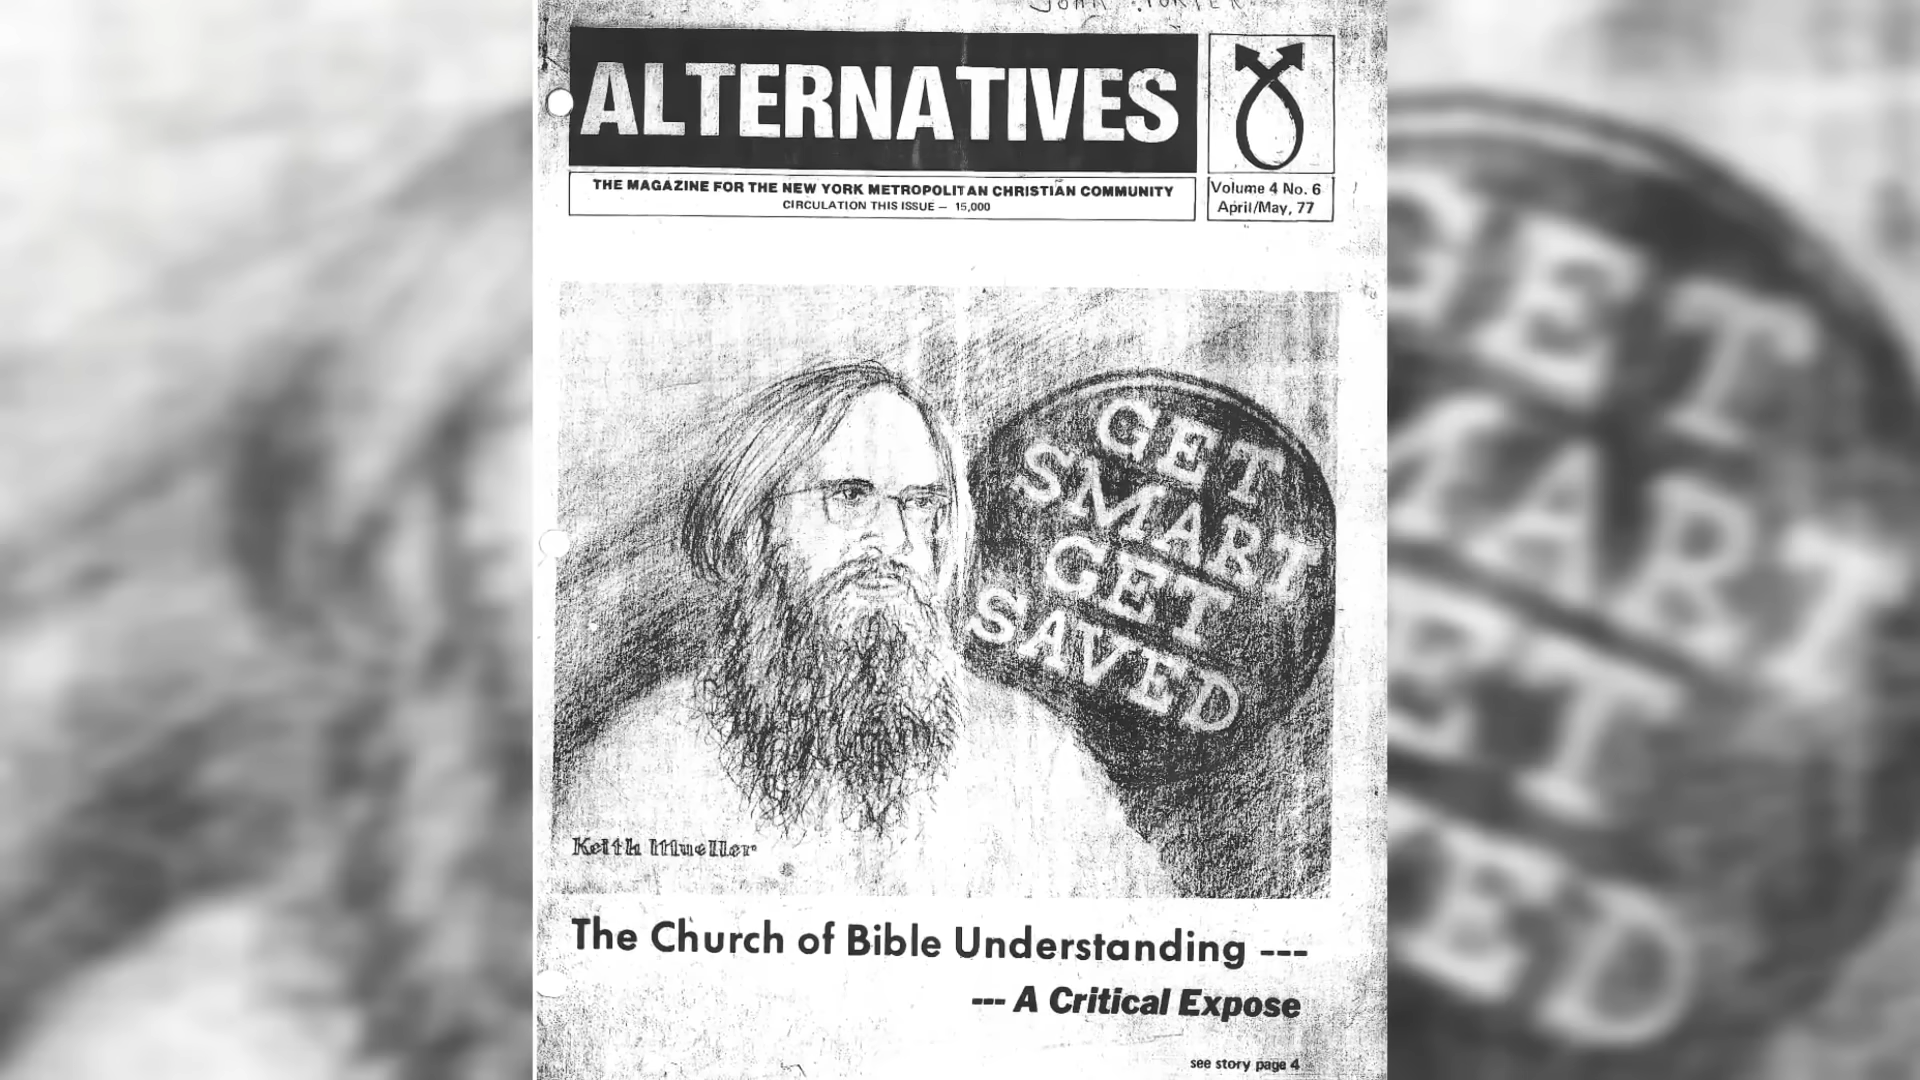 ALTERNATIVES
THE MAGAZINE FOR THE NEW YORK METROPOLITAN CHRISTIAN COMMUNITY
CIRCULATION THIS ISSUE — 15,000
Volume 4 No. 6
April/May, 77
GET
SMART
GET
SAVED
Keith Mueller
The Church of Bible Understanding ---
--- A Critical Expose
see story page 4